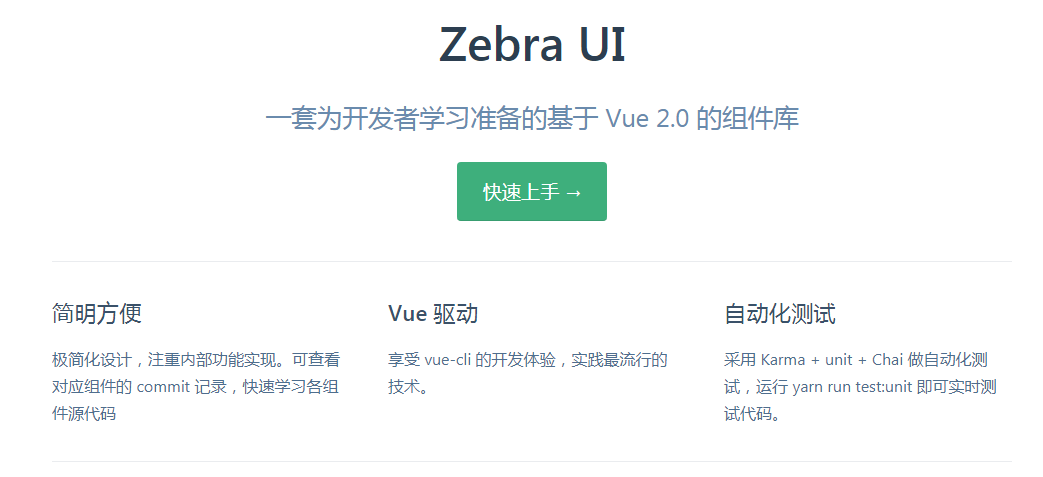 Zebra UI
一套为开发者学习准备的基于 Vue 2.0 的组件库
快速上手 →
简明方便
极简化设计，注重内部功能实现。可查看
对应组件的 commit 记录，快速学习各组
件源代码
Vue 驱动
享受 vue-cli 的开发体验，实践最流行的
技术。
自动化测试
采用 Karma + unit + Chai 做自动化测
试，运行 yarn run test:unit 即可实时测
试代码。